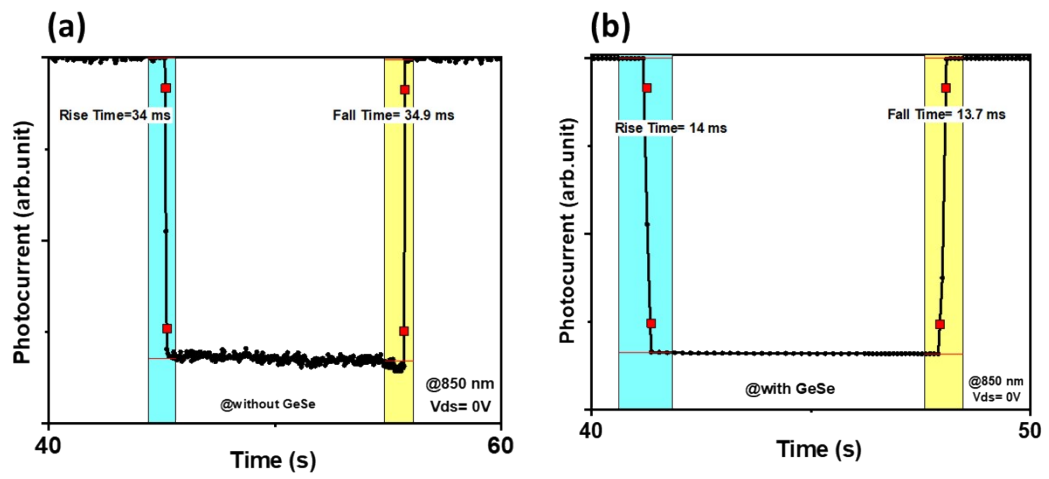 (a)
Photocurrent (arb.unit)
Rise Time=34 ms
Fall Time= 34.9 ms
@without GeSe
@850 nm
Vds= 0V
40
60
Time (s)
(b)
Photocurrent (arb.unit)
Rise Time= 14 ms
Fall Time= 13.7 ms
@with GeSe
@850 nm
Vds= 0V
40
50
Time (s)